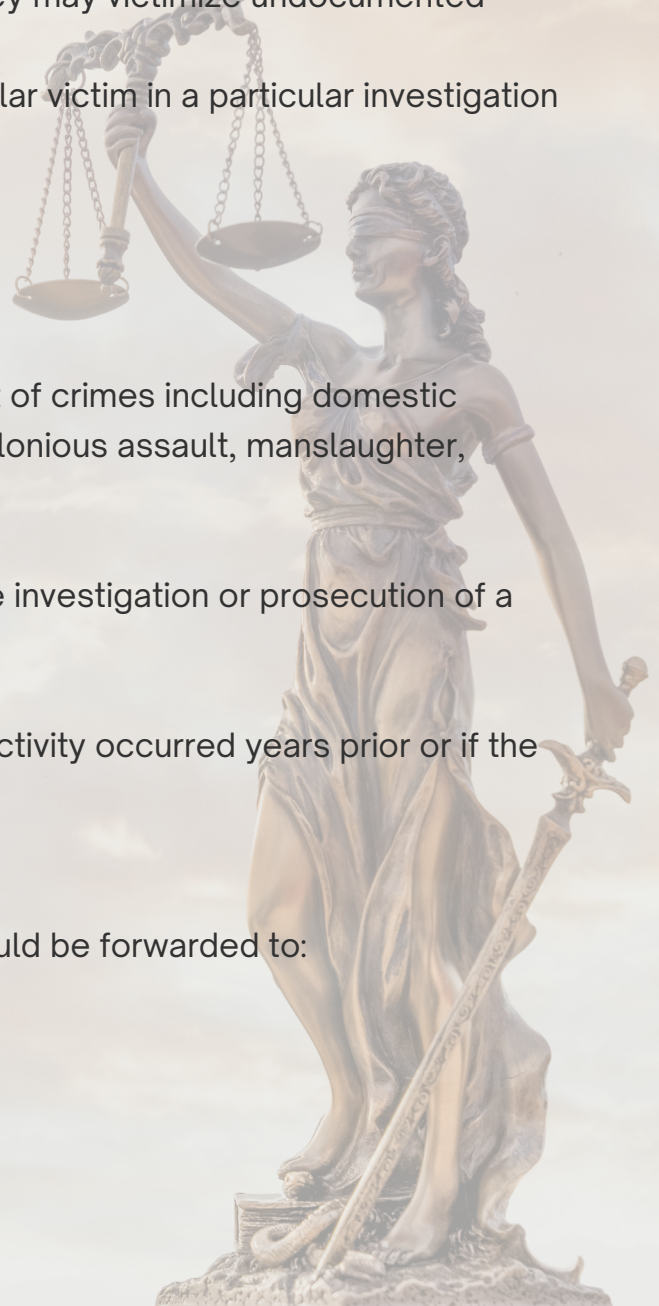 may victimize undocumented
lar victim in a particular investigation
of crimes including domestic
lonious assault, manslaughter,
investigation or prosecution of a
ctivity occurred years prior or if the
uld be forwarded to: